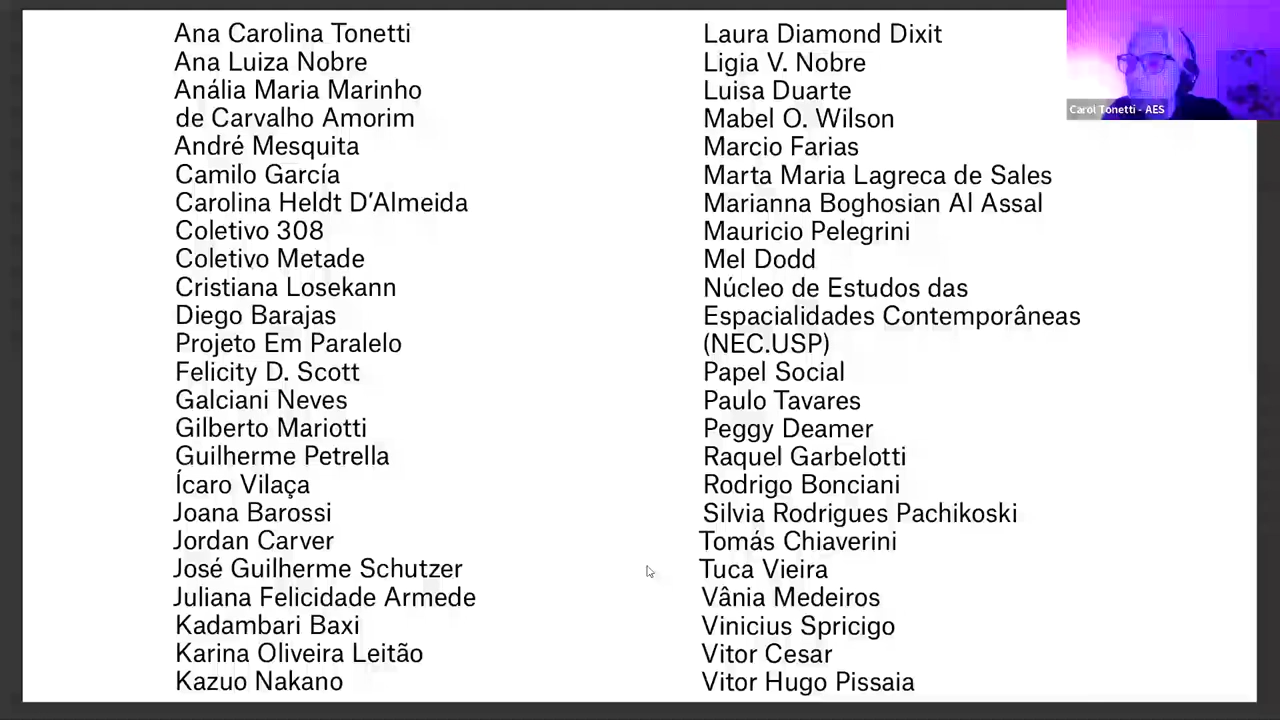 Ana Carolina Tonetti
Ana Luiza Nobre
Anália Maria Marinho
de Carvalho Amorim
André Mesquita
Camilo García
Carolina Heldt D’Almeida
Coletivo 308
Coletivo Metade
Cristiana Losekann
Diego Barajas
Projeto Em Paralelo
Felicity D. Scott
Galciani Neves
Gilberto Mariotti
Guilherme Petrella
Ícaro Vilaça
Joana Barossi
Jordan Carver
José Guilherme Schutzer
Juliana Felicidade Armede
Kadambari Baxi
Karina Oliveira Leitão
Kazuo Nakano
Laura Diamond Dixit
Ligia V. Nobre
Luisa Duarte
Mabel O. Wilson
Marcio Farias
Marta Maria Lagreca de Sales
Marianna Boghosian Al Assal
Mauricio Pelegrini
Mel Dodd
Núcleo de Estudos das
Espacialidades Contemporâneas
(NEC.USP)
Papel Social
Paulo Tavares
Peggy Deamer
Raquel Garbelotti
Rodrigo Bonciani
Silvia Rodrigues Pachikoski
Tomás Chiaverini
Tuca Vieira
Vânia Medeiros
Vinicius Spricigo
Vitor Cesar
Vitor Hugo Pissaia
Carol Tonetti - AES